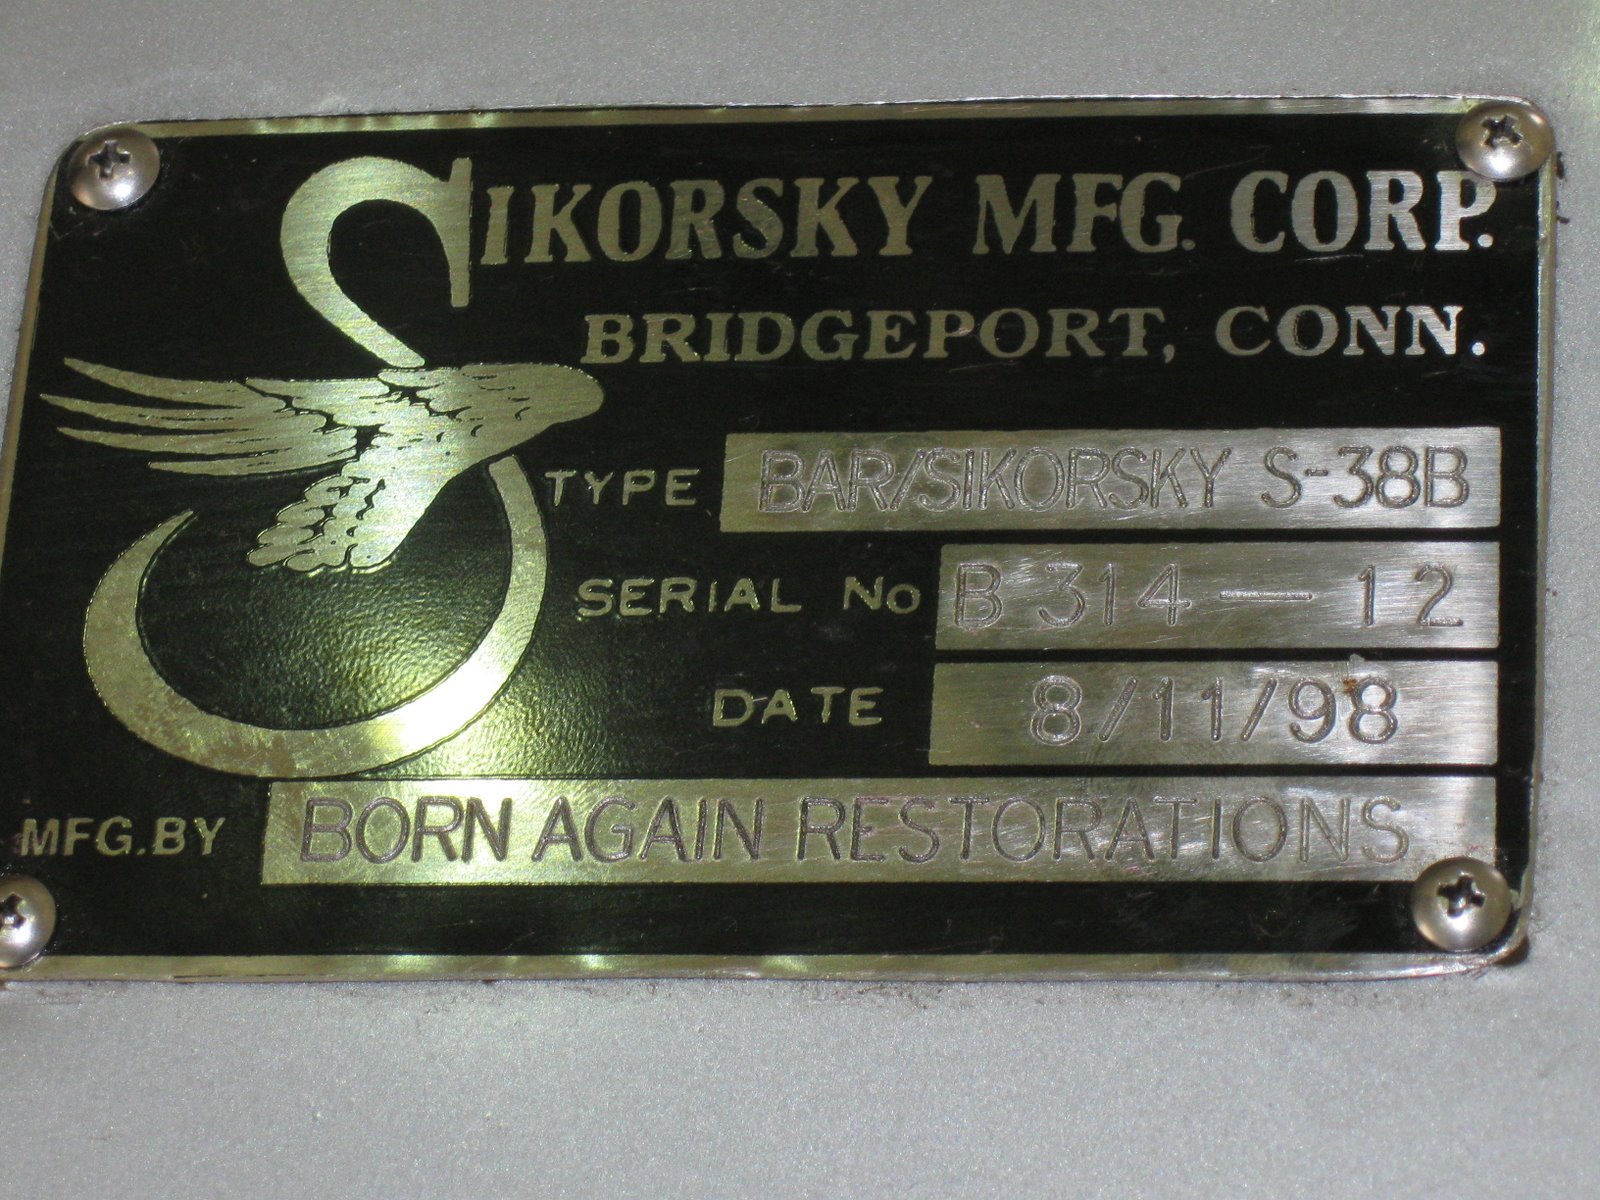 SIKORSKY MFG. CORP.
BRIDGEPORT, CONN.
TYPE BAR/SIKORSKY S-38B
SERIAL No B 314 — 12
DATE 8/11/98
MFG.BY BORN AGAIN RESTORATIONS